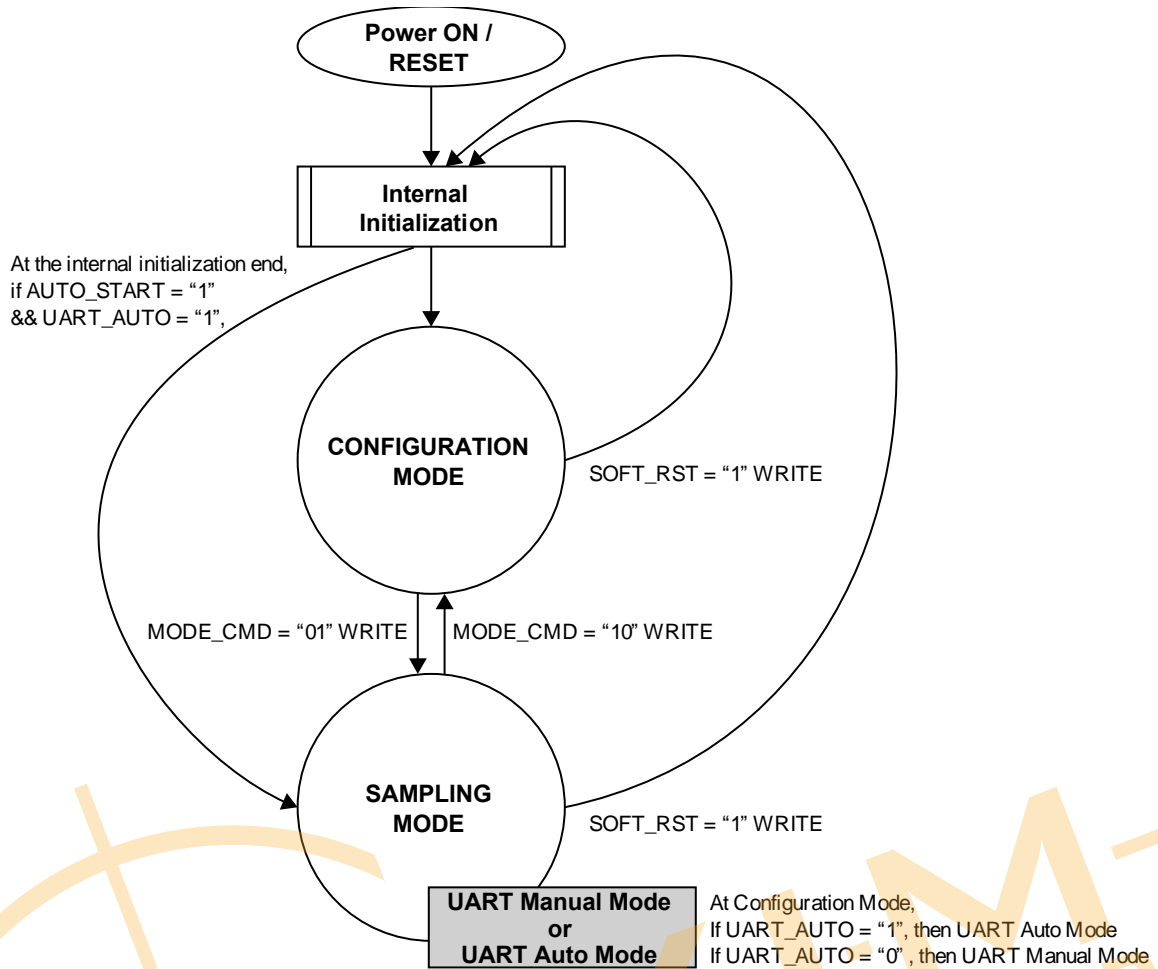 Power ON /
RESET
Internal
Initialization
At the internal initialization end,
if AUTO_START = “1”
&& UART_AUTO = “1”,
CONFIGURATION
MODE
SOFT_RST = “1” WRITE
MODE_CMD = “01” WRITE
MODE_CMD = “10” WRITE
SAMPLING
MODE
SOFT_RST = “1” WRITE
UART Manual Mode
or
UART Auto Mode
At Configuration Mode,
If UART_AUTO = “1”, then UART Auto Mode
If UART_AUTO = “0” , then UART Manual Mode